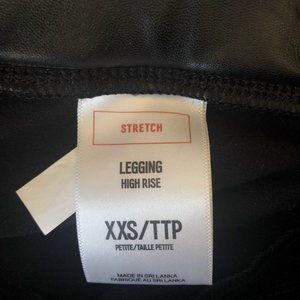 STRETCH
LEGGING
HIGH RISE
XXS/TTP
PETITE/TAILLE PETITE
MADE IN SRI LANKA
FABRIQUÉ AU SRI LANKA